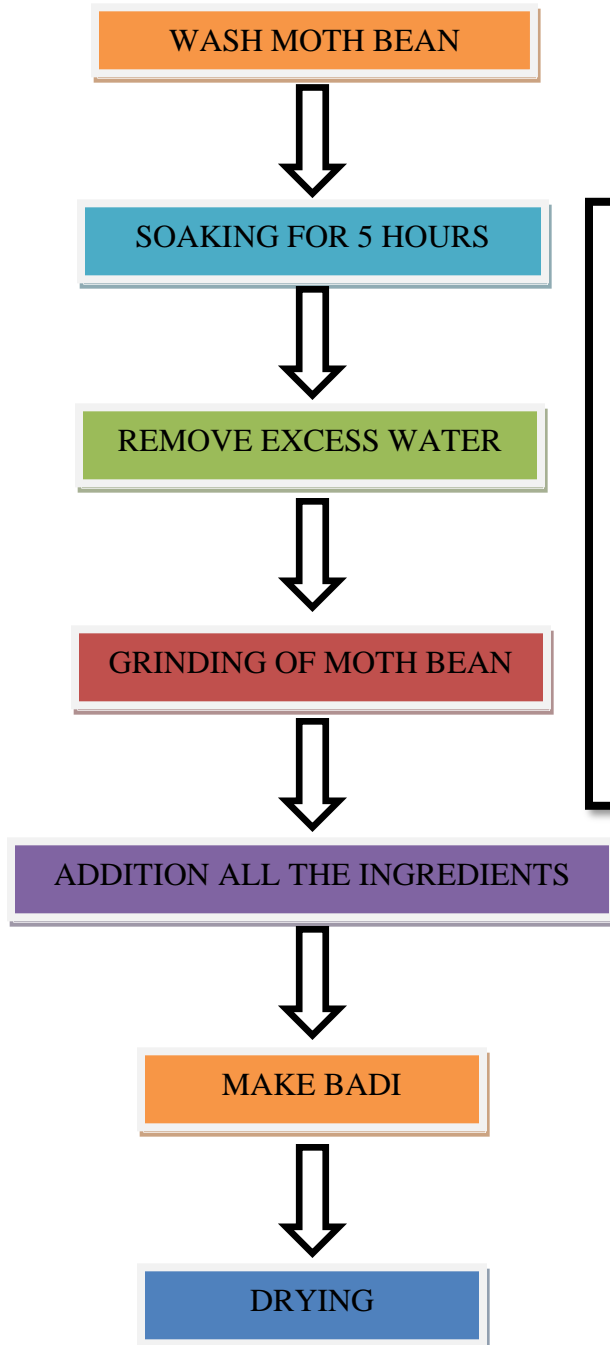 WASH MOTH BEAN
SOAKING FOR 5 HOURS
REMOVE EXCESS WATER
GRINDING OF MOTH BEAN
ADDITION ALL THE INGREDIENTS
MAKE BADI
DRYING